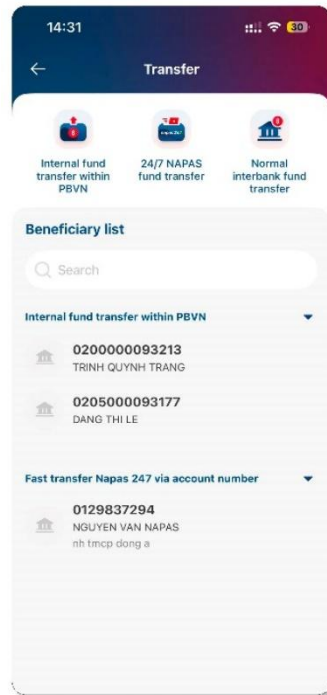 14:31
30
Transfer
Internal fund
transfer within
PBVN
24/7 NAPAS
fund transfer
Normal
interbank fund
transfer
Beneficiary list
Search
Internal fund transfer within PBVN
0200000093213
TRINH QUYNH TRANG
0205000093177
DANG THI LE
Fast transfer Napas 247 via account number
0129837294
NGUYEN VAN NAPAS
nh tmcp dong a